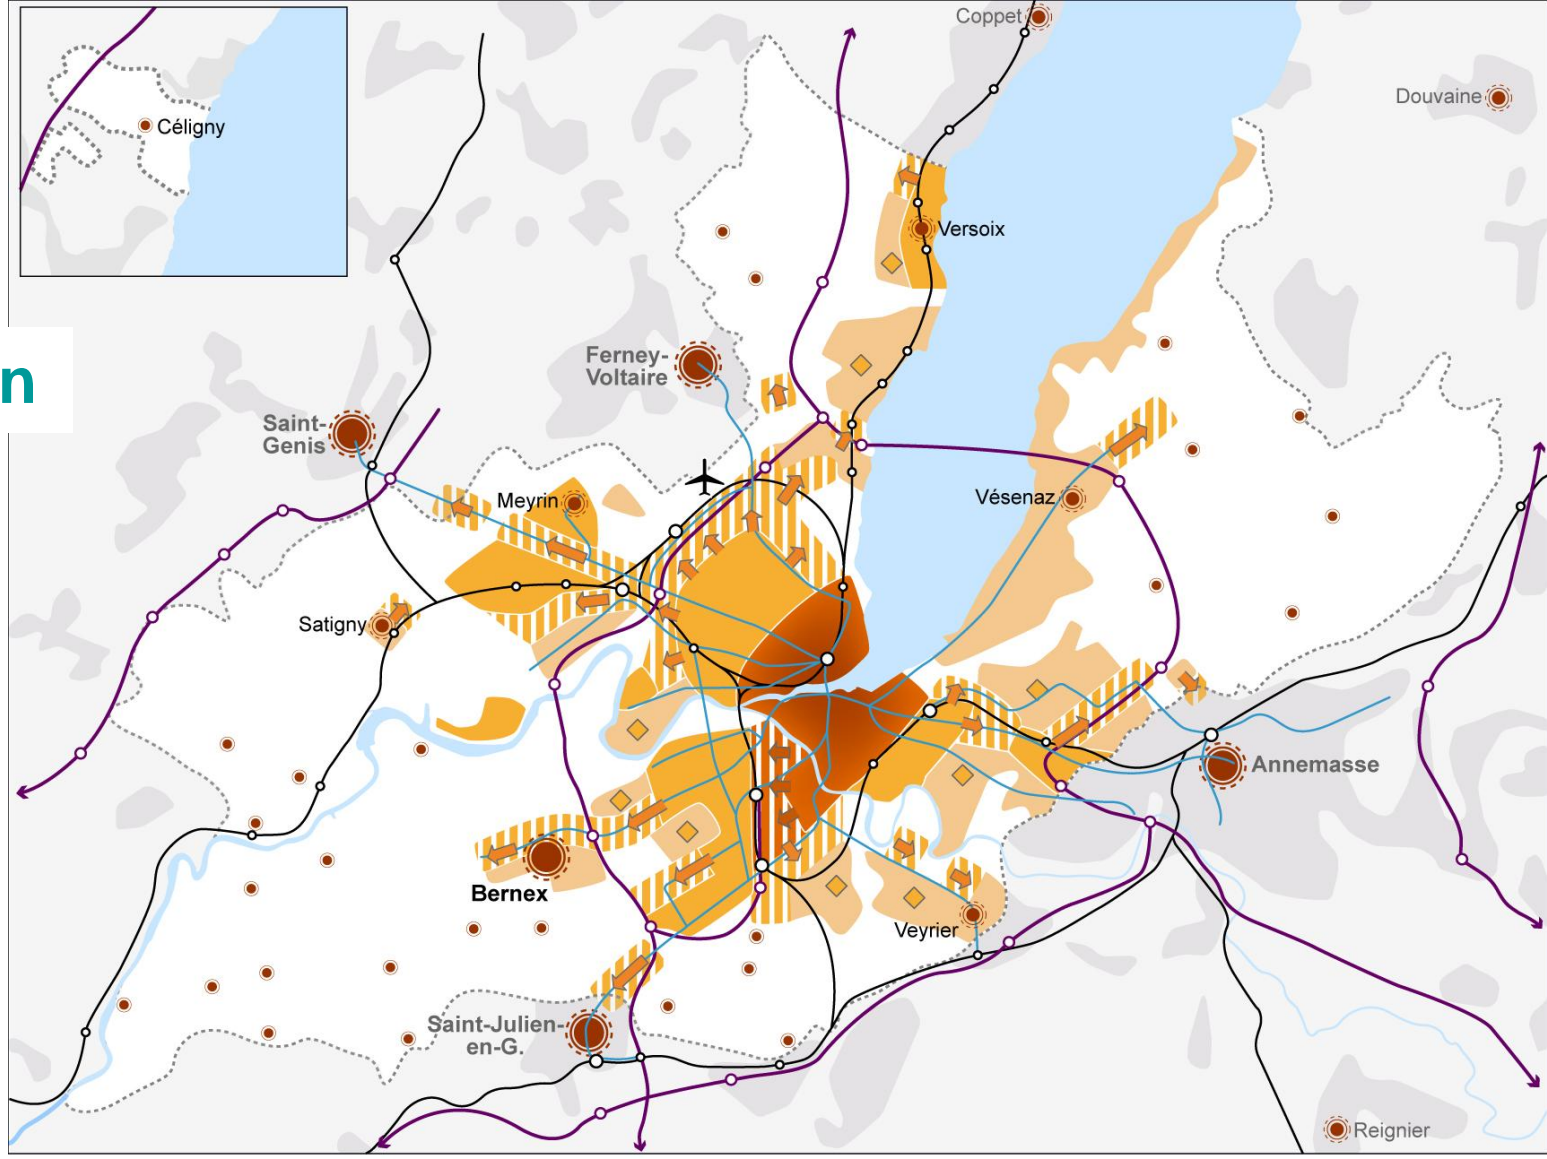 Coppet
Douvaine
Céligny
Versoix
Ferney-
Voltaire
n
Saint-
Genis
Meyrin
Vésenaz
Satigny
Annemasse
Bernex
Veyrier
Saint-Julien-
en-G.
Reignier